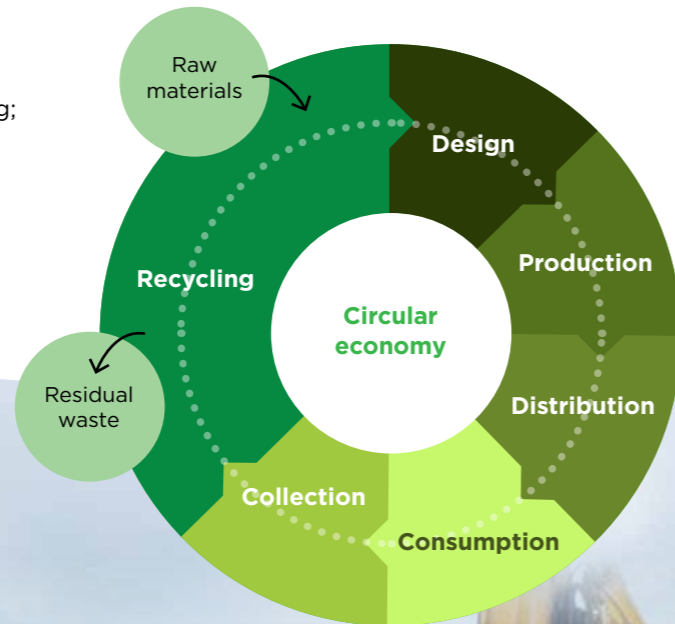 g;
Raw
materials
Design
Production
Recycling
Circular
economy
Distribution
Residual
waste
Collection
Consumption